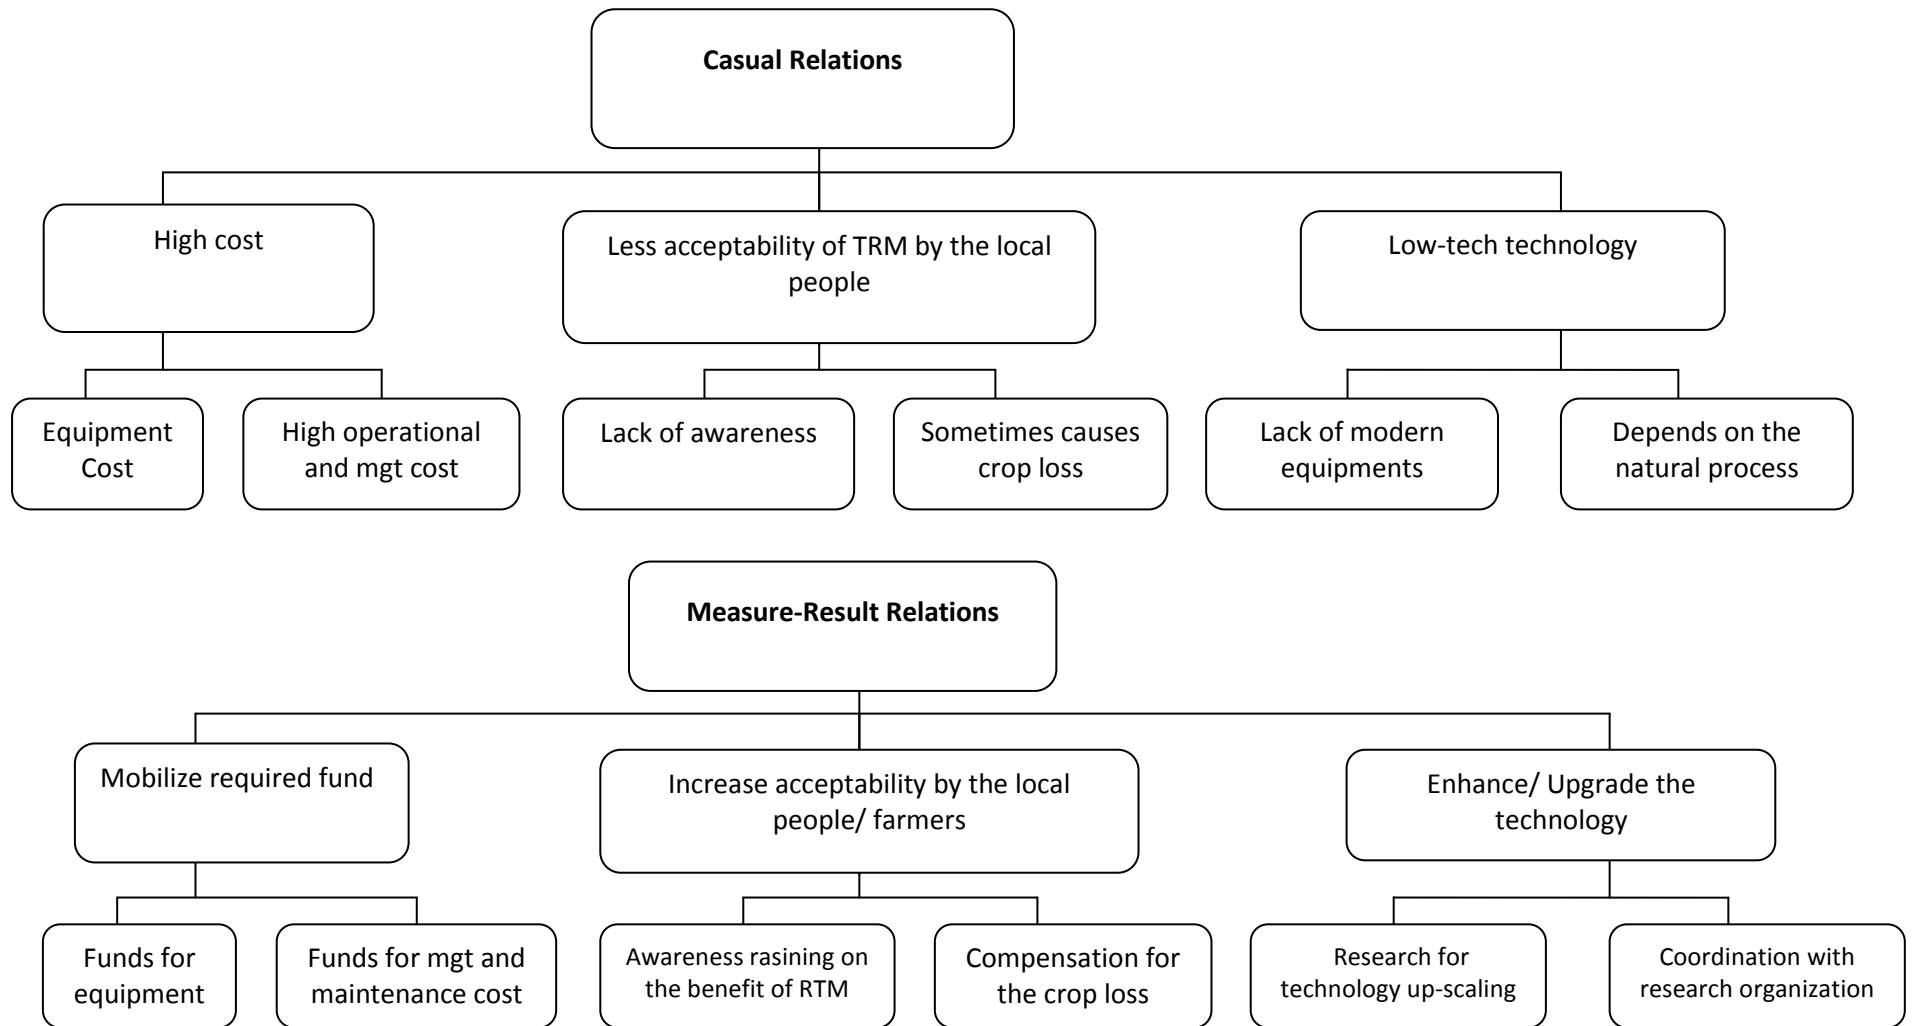 Casual Relations
High cost
Less acceptability of TRM by the local
people
Low-tech technology
Equipment
Cost
High operational
and mgt cost
Lack of awareness
Sometimes causes
crop loss
Lack of modern
equipments
Depends on the
natural process
Measure-Result Relations
Mobilize required fund
Increase acceptability by the local
people/ farmers
Enhance/ Upgrade the
technology
Funds for
equipment
Funds for mgt and
maintenance cost
Awareness rasining on
the benefit of RTM
Compensation for
the crop loss
Research for
technology up-scaling
Coordination with
research organization